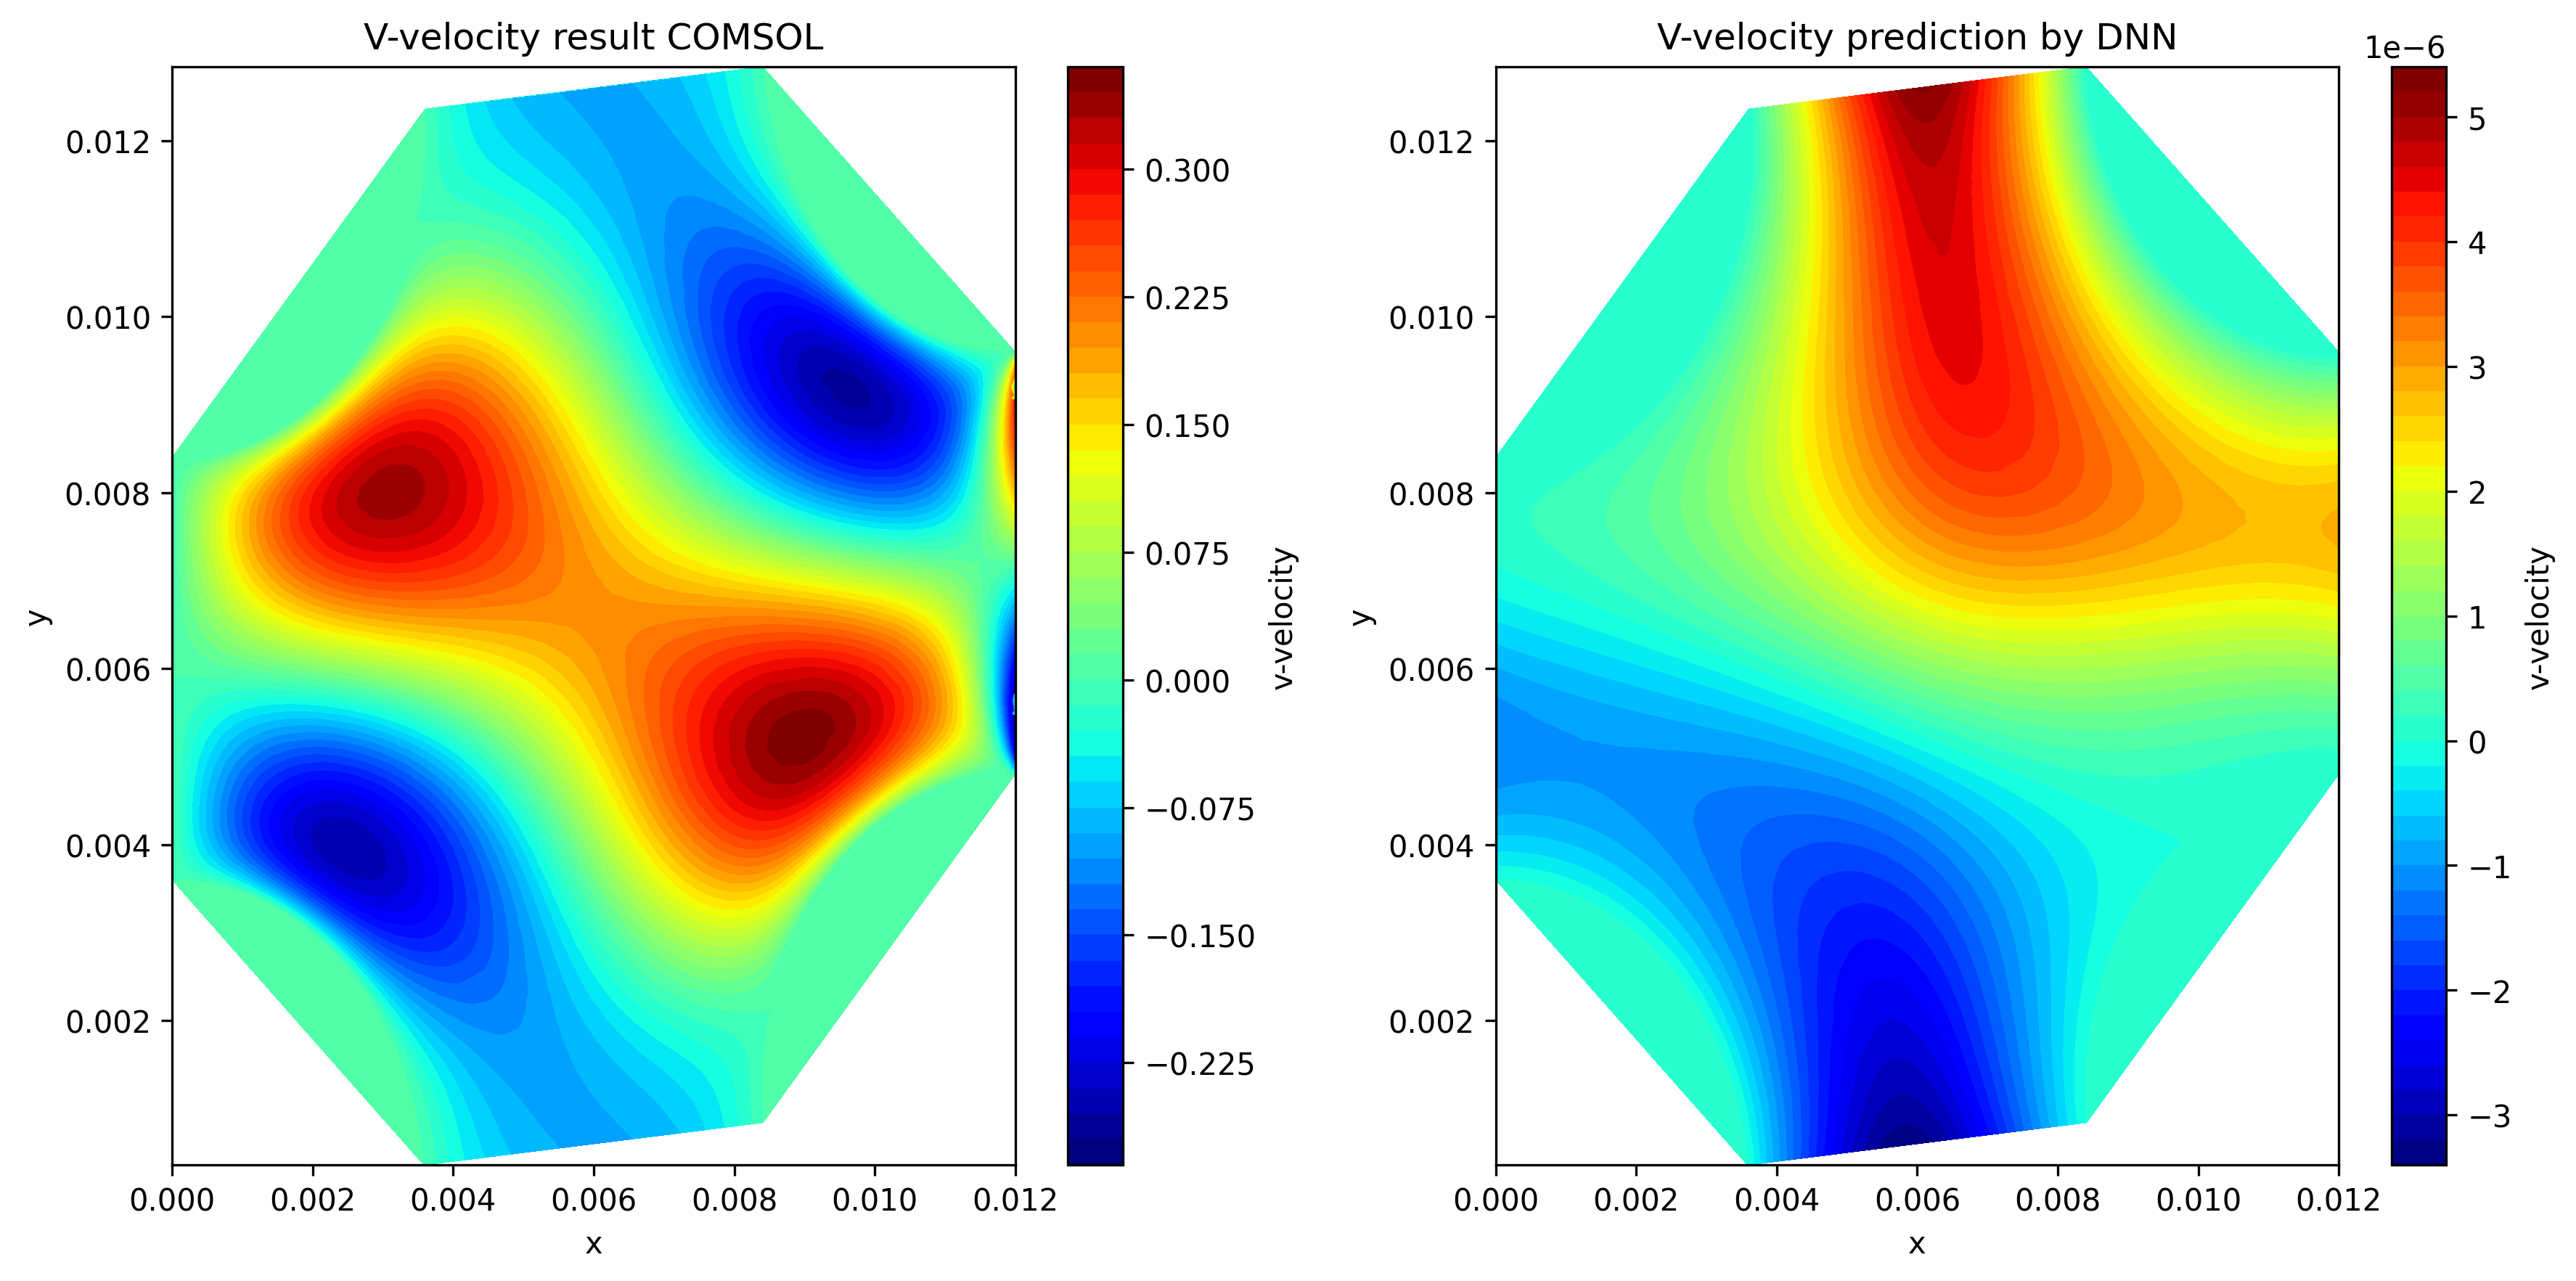 V-velocity result COMSOL
0.012
0.010
0.008
0.006
0.004
0.002
y
0.000 0.002 0.004 0.006 0.008 0.010 0.012
x
0.300
0.225
0.150
0.075
0.000
−0.075
−0.150
−0.225
v-velocity
V-velocity prediction by DNN
0.012
0.010
0.008
0.006
0.004
0.002
y
0.000 0.002 0.004 0.006 0.008 0.010 0.012
x
1e−6
5
4
3
2
1
0
−1
−2
−3
v-velocity